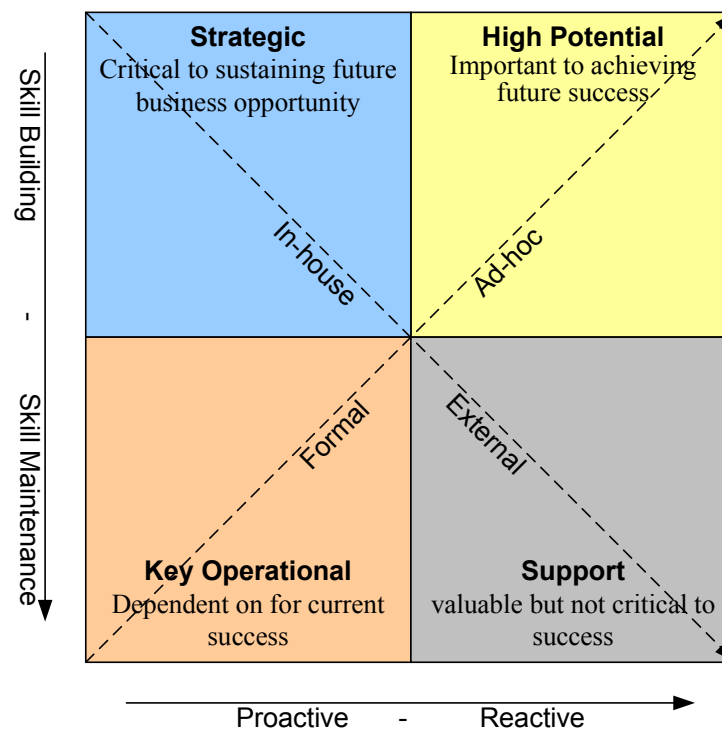 Strategic
Critical to sustaining future
business opportunity
High Potential
Important to achieving
future success
Skill Building
-
Skill Maintenance
In-house
Ad-hoc
Formal
External
Key Operational
Dependent on for current
success
Support
valuable but not critical to
success
Proactive - Reactive